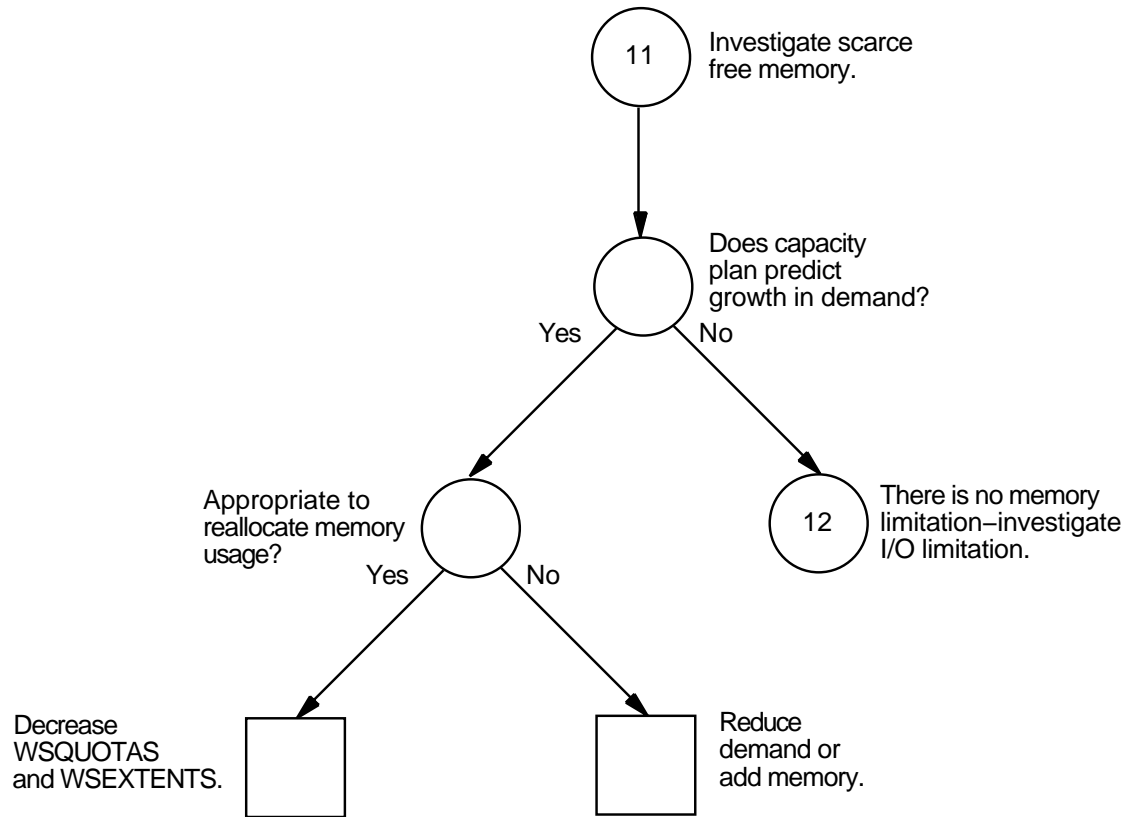 11
Investigate scarce
free memory.
Does capacity
plan predict
growth in demand?
Yes
No
Appropriate to
reallocate memory
usage?
12
There is no memory
limitation–investigate
I/O limitation.
Yes
No
Decrease
WSQUOTAS
and WSEXTENTS.
Reduce
demand or
add memory.